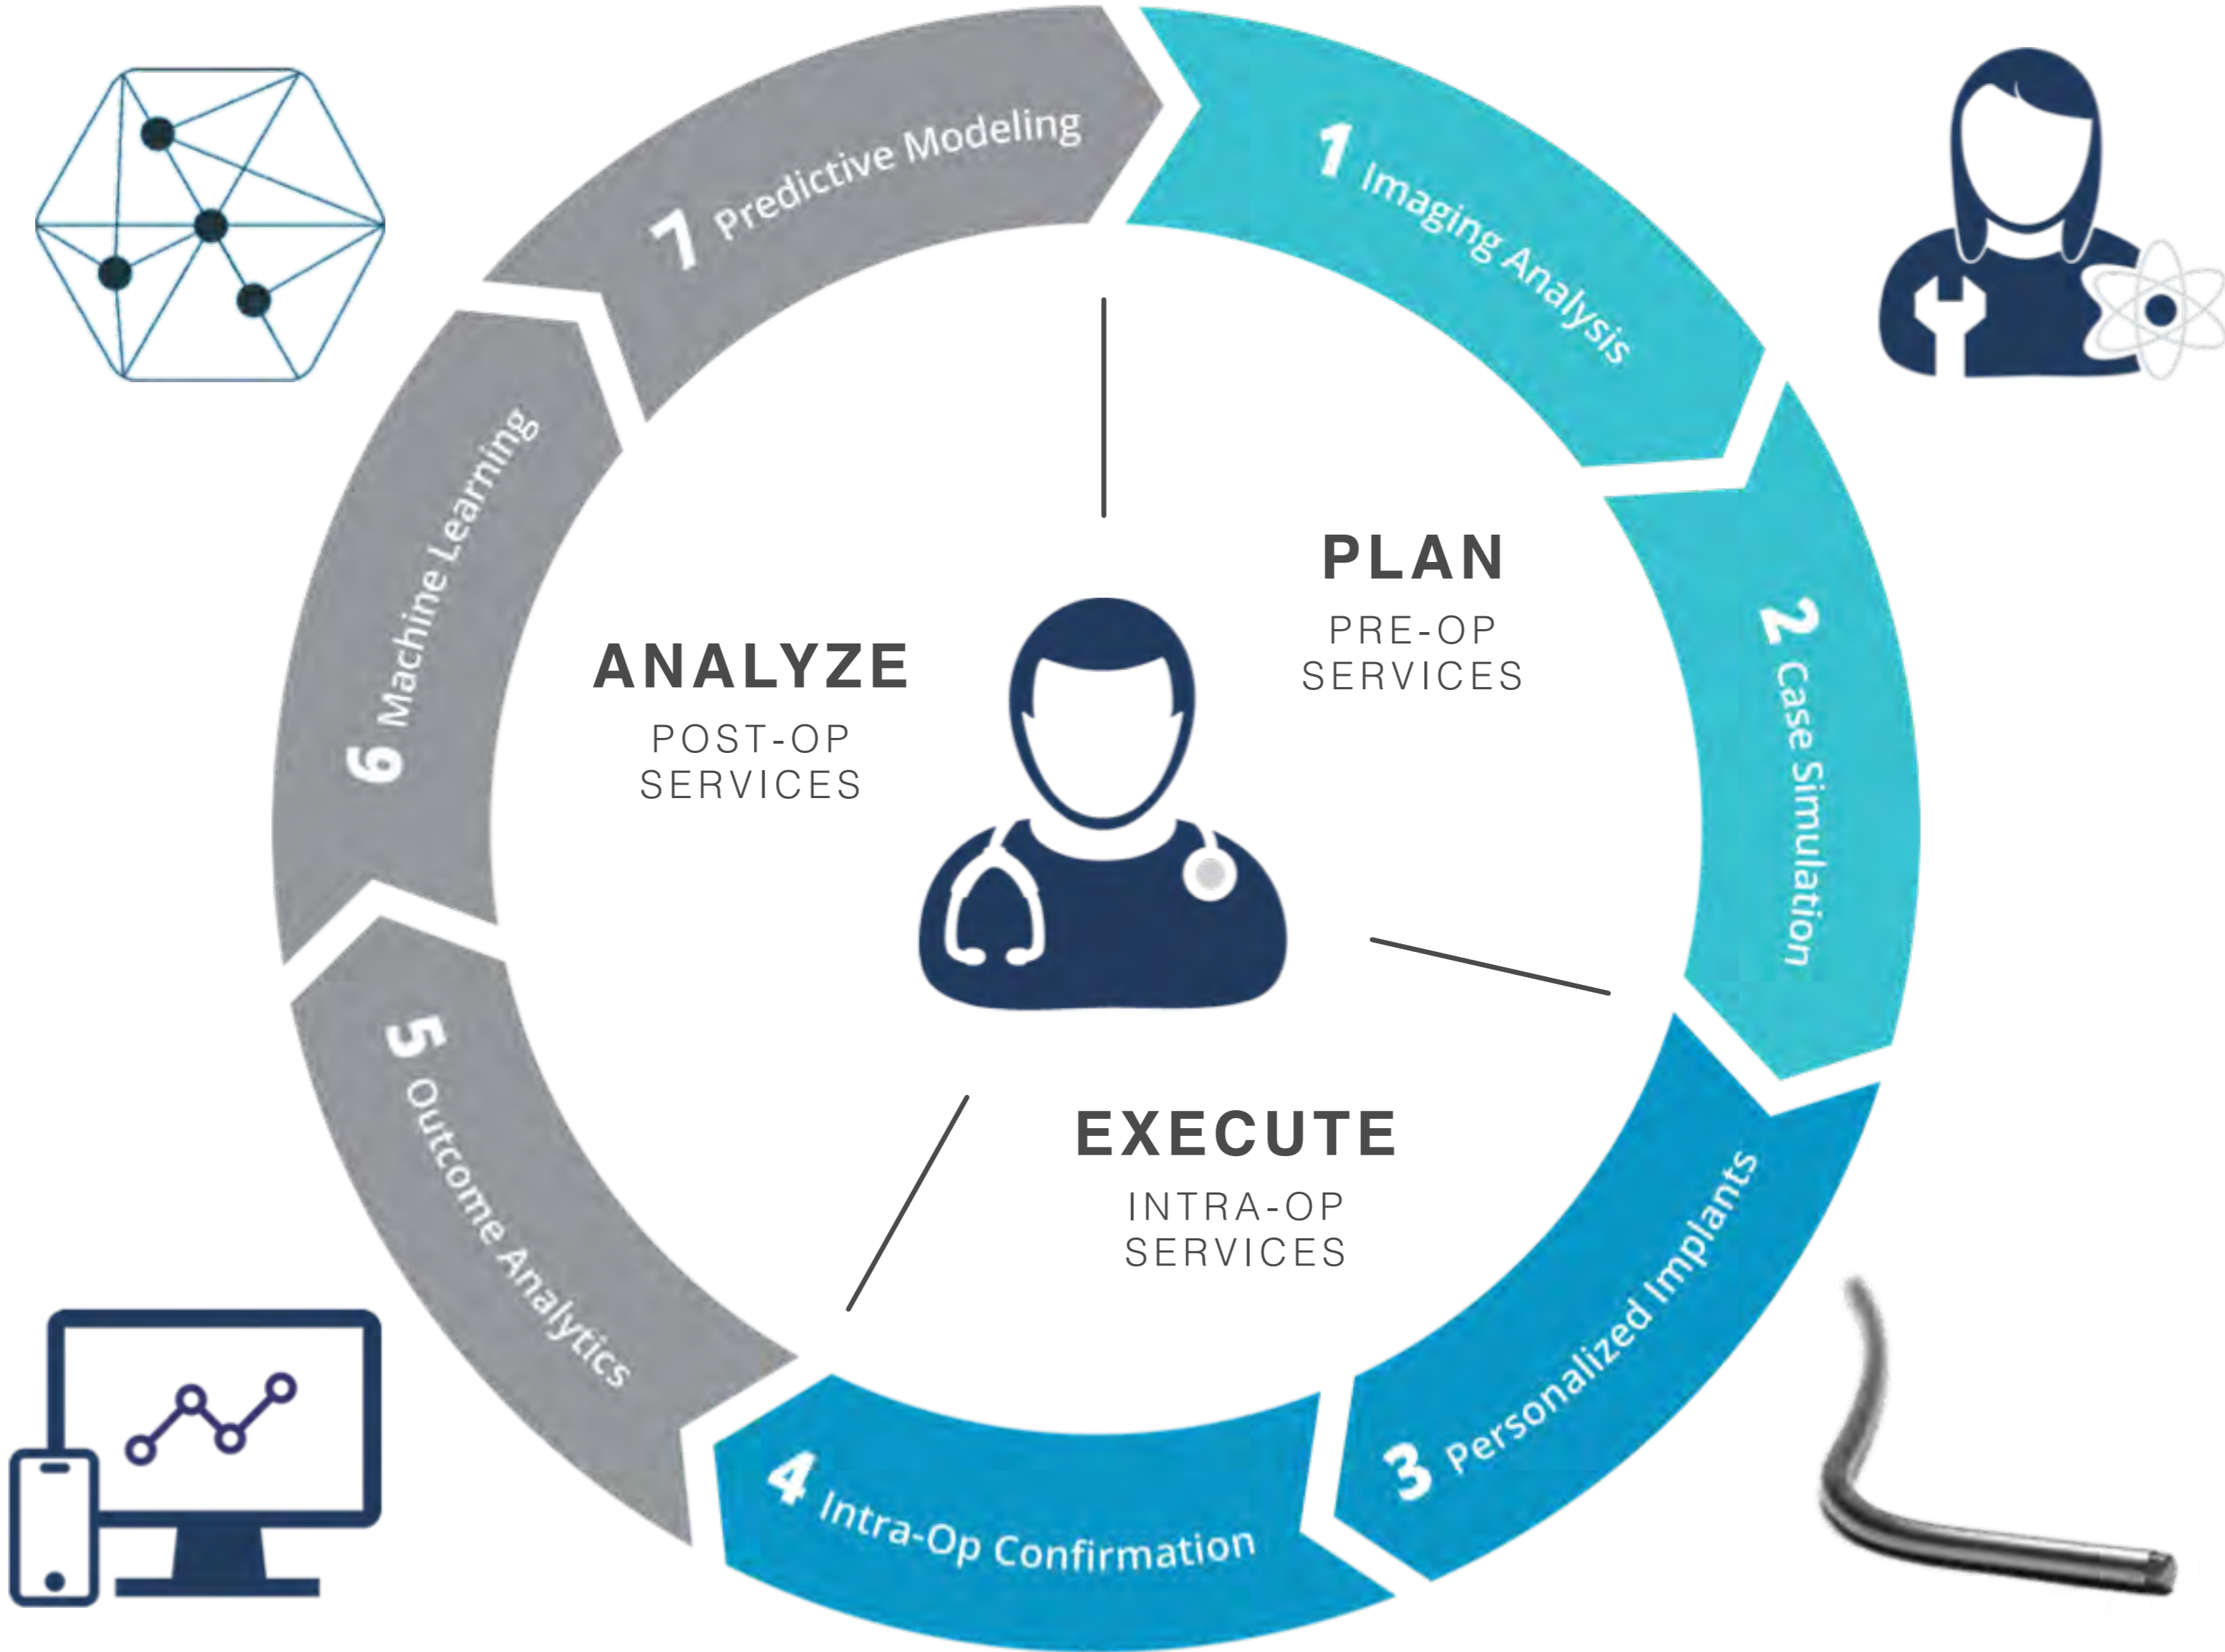 1 Imaging Analysis
2 Case Simulation
3 Personalized Implants
4 Intra-Op Confirmation
5 Outcome Analytics
6 Machine Learning
7 Predictive Modeling
PLAN
PRE-OP
SERVICES
EXECUTE
INTRA-OP
SERVICES
ANALYZE
POST-OP
SERVICES